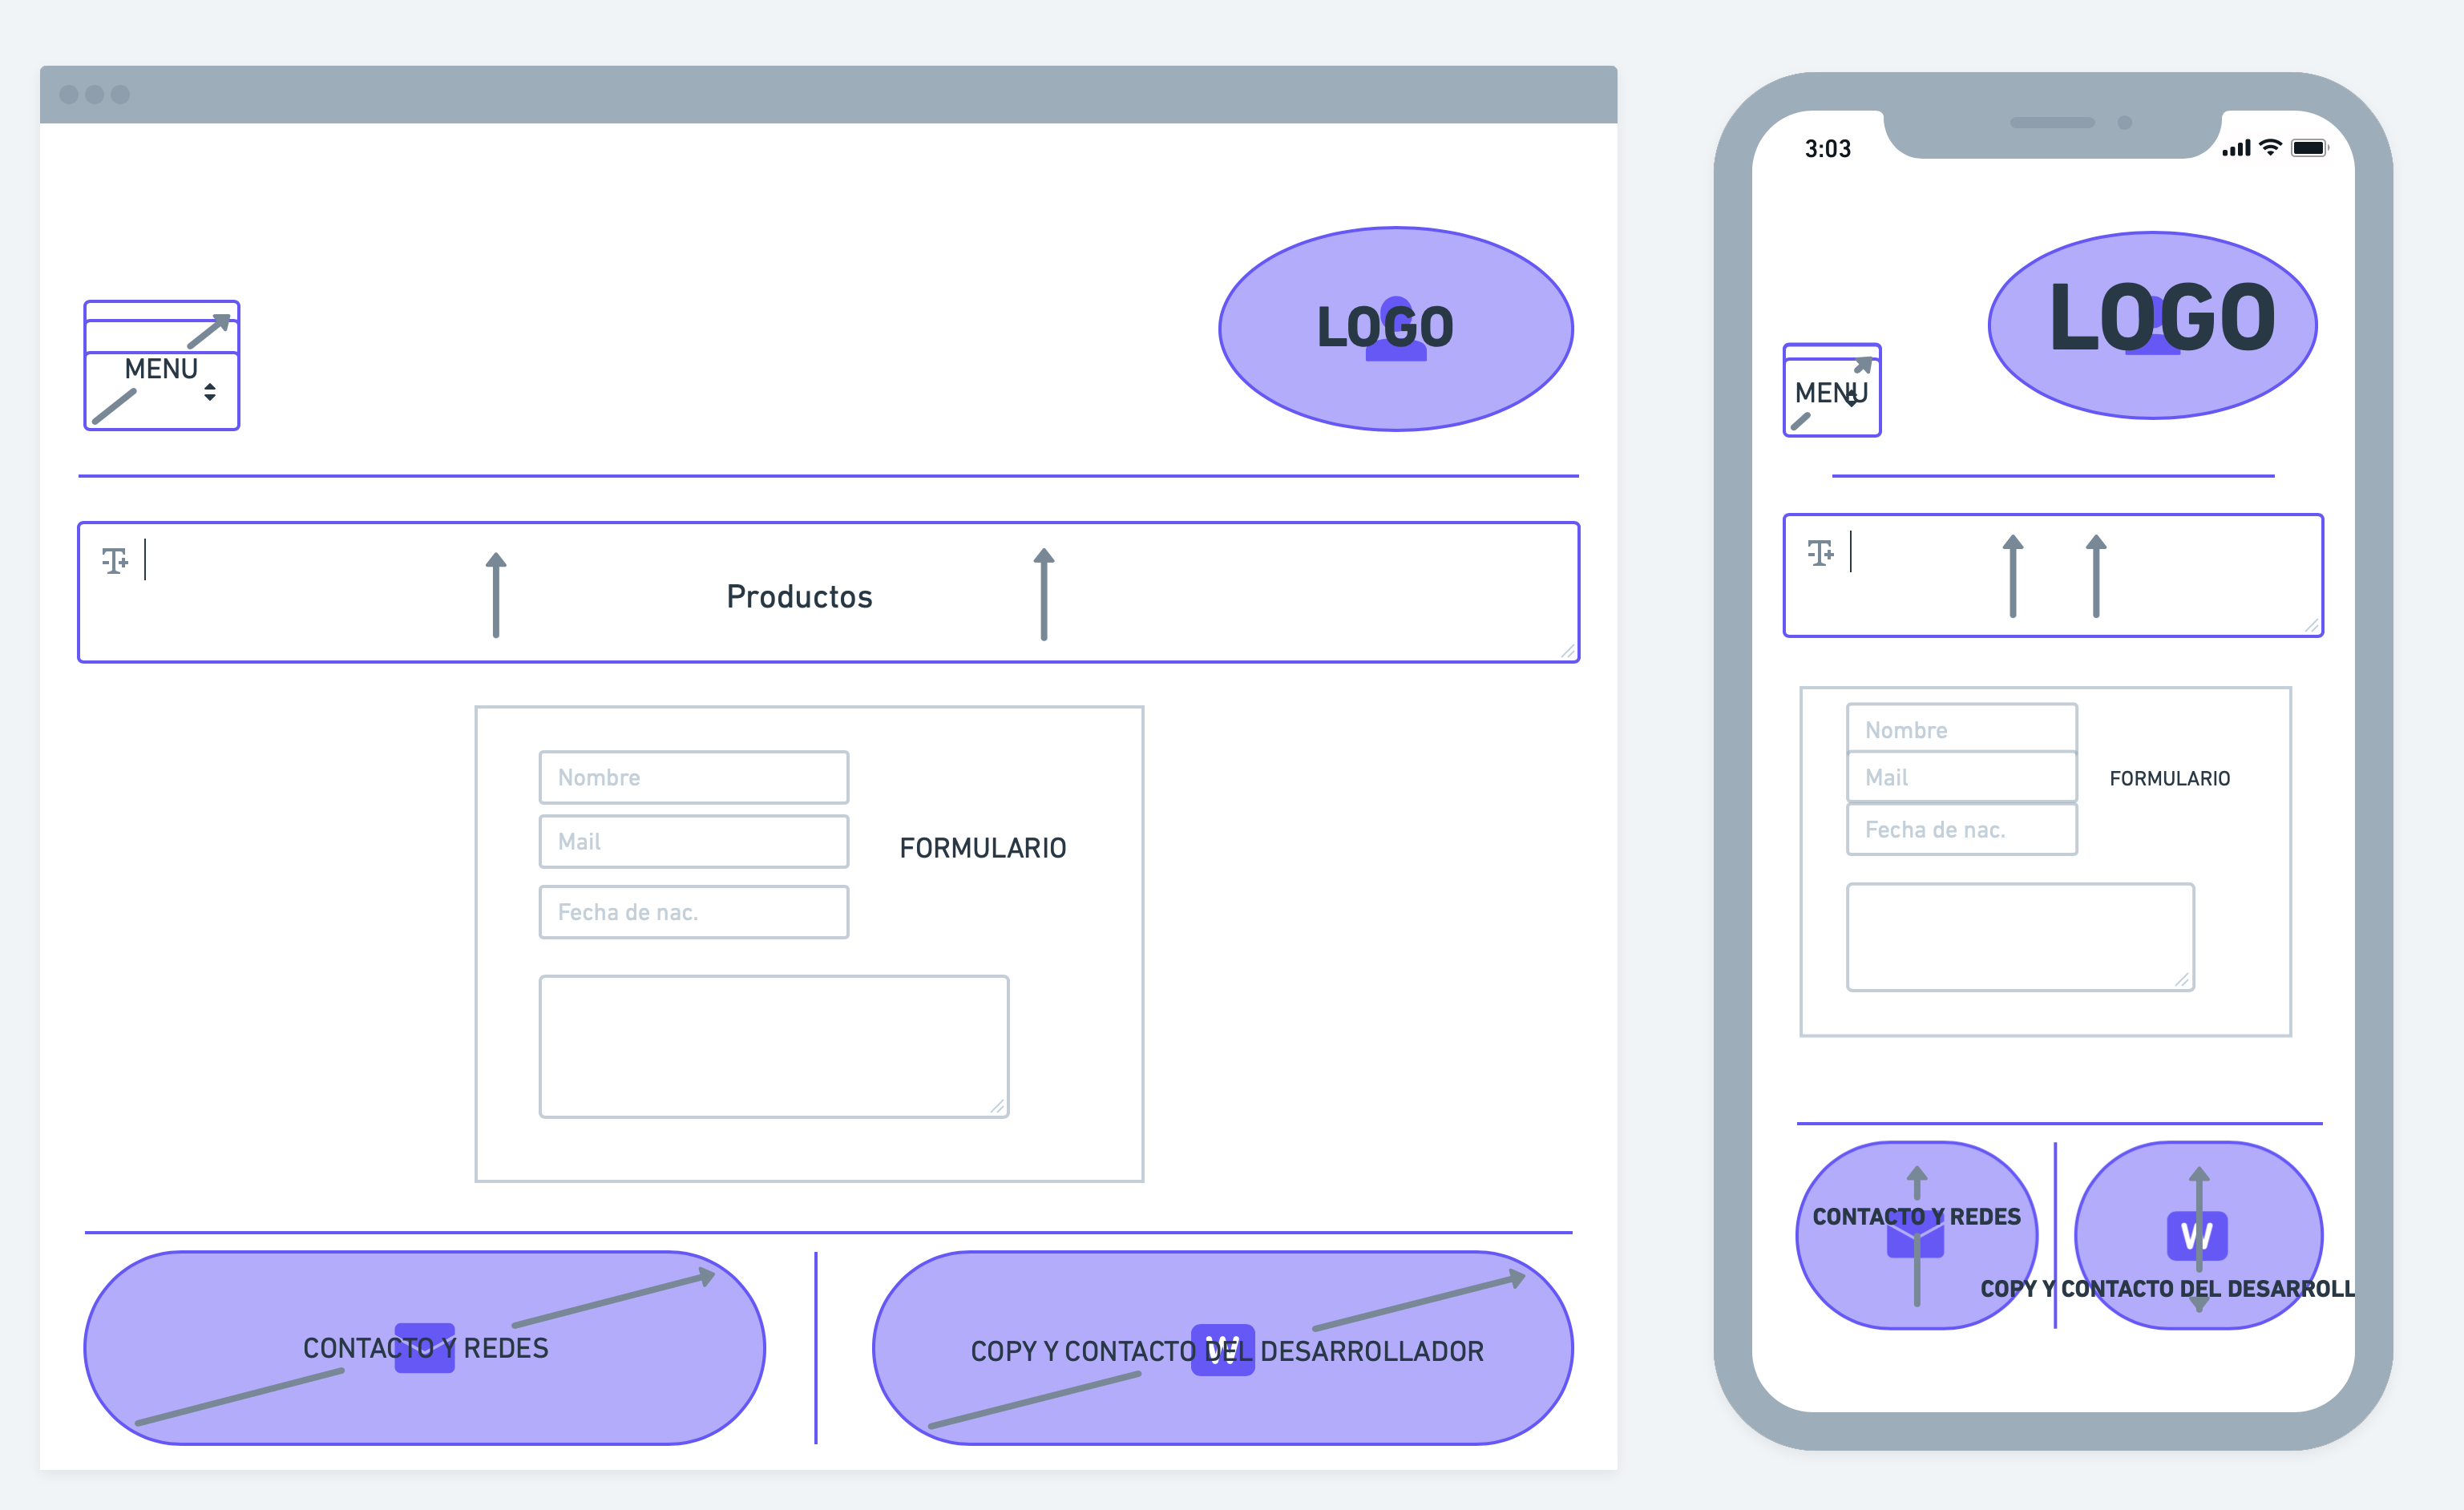 LOGO
MENU
Productos
Nombre
Mail
FORMULARIO
Fecha de nac.
CONTACTO Y REDES
COPY Y CONTACTO DEL DESARROLLADOR
W
3:03
LOGO
MENU
Nombre
Mail
FORMULARIO
Fecha de nac.
CONTACTO Y REDES
W
COPY Y CONTACTO DEL DESARROLL